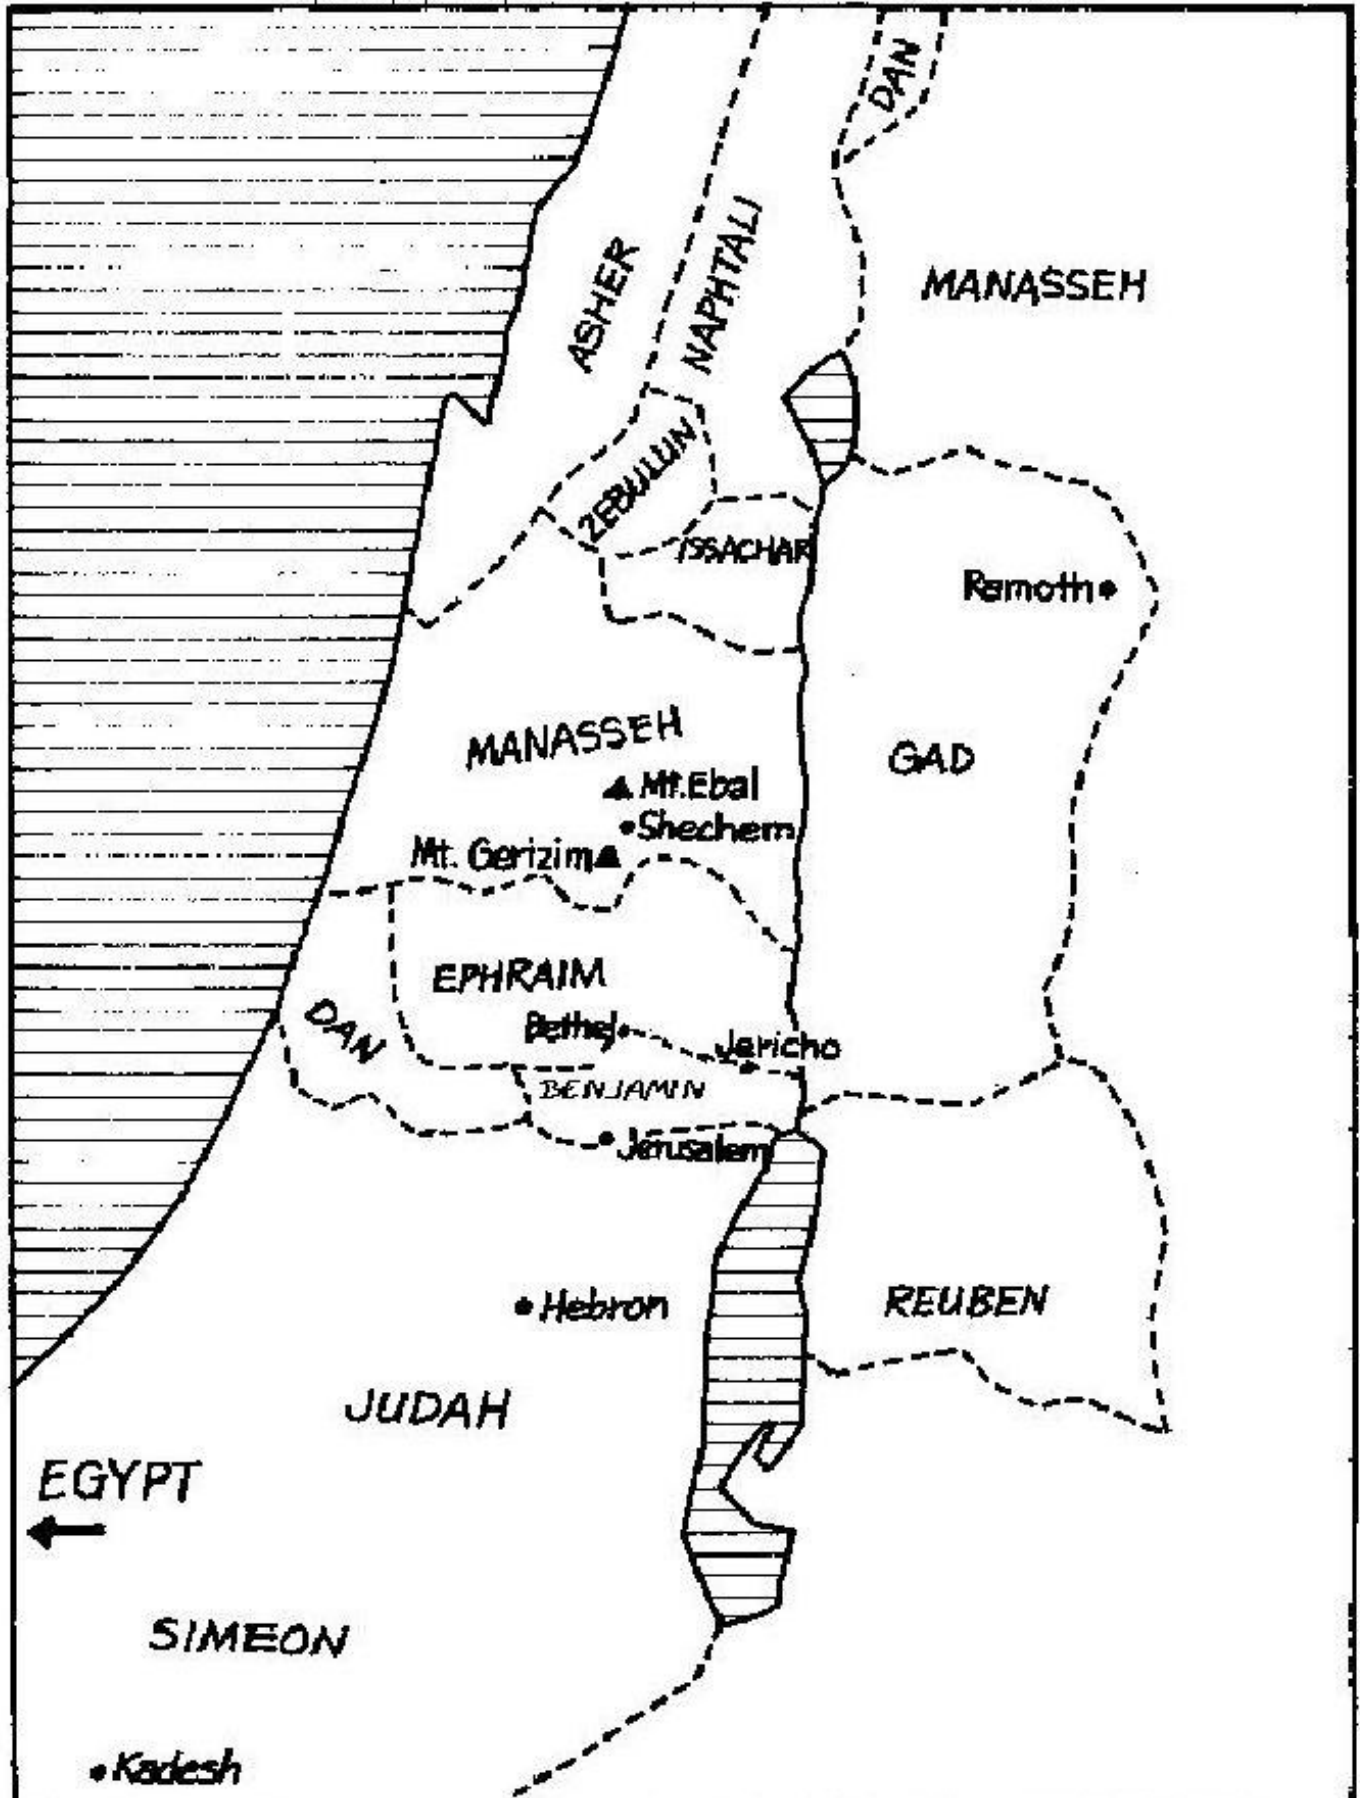 DAN
MANASSEH
NAPHTALI
ASHER
ZEBULUN
ISSACHAR
Ramoth
MANASSEH
GAD
Mt. Ebal
Shechem
Mt. Gerizim
EPHRAIM
DAN
Bethel
Jericho
BENJAMIN
Jerusalem
Hebron
REUBEN
JUDAH
EGYPT
SIMEON
Kadesh